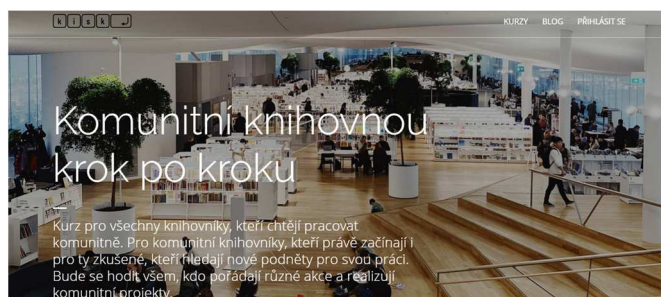 kisk
KURZY BLOG PŘIHLÁSIT SE
Komunitní knihovnou
krok po kroku
Kurz pro všechny knihovníky, kteří chtějí pracovat
komunitně. Pro komunitní knihovníky, kteří právě začínají i
pro ty zkušené, kteří hledají nové podněty pro svou práci.
Bude se hodit všem, kdo pořádají různé akce a realizují
komunitní projekty.